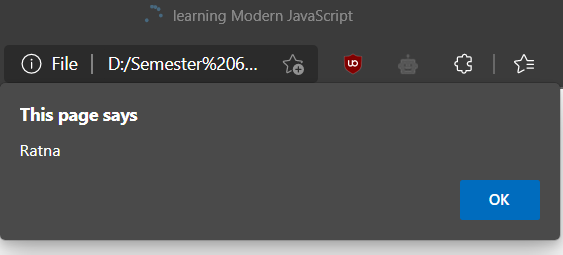 learning Modern JavaScript
File D:/Semester%206...
This page says
Ratna
OK